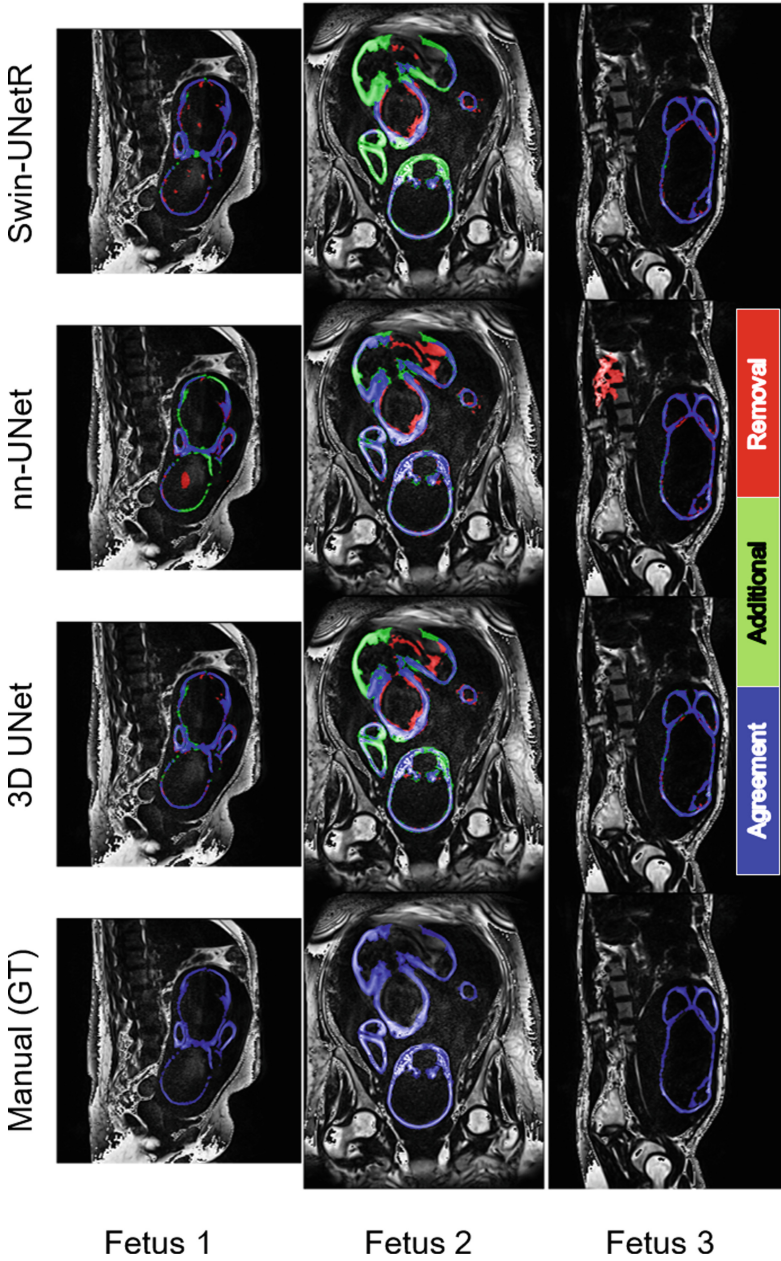 Swin-UNetR
nn-UNet
3D UNet
Manual (GT)
Fetus 1
Fetus 2
Fetus 3
Removal
Additional
Agreement